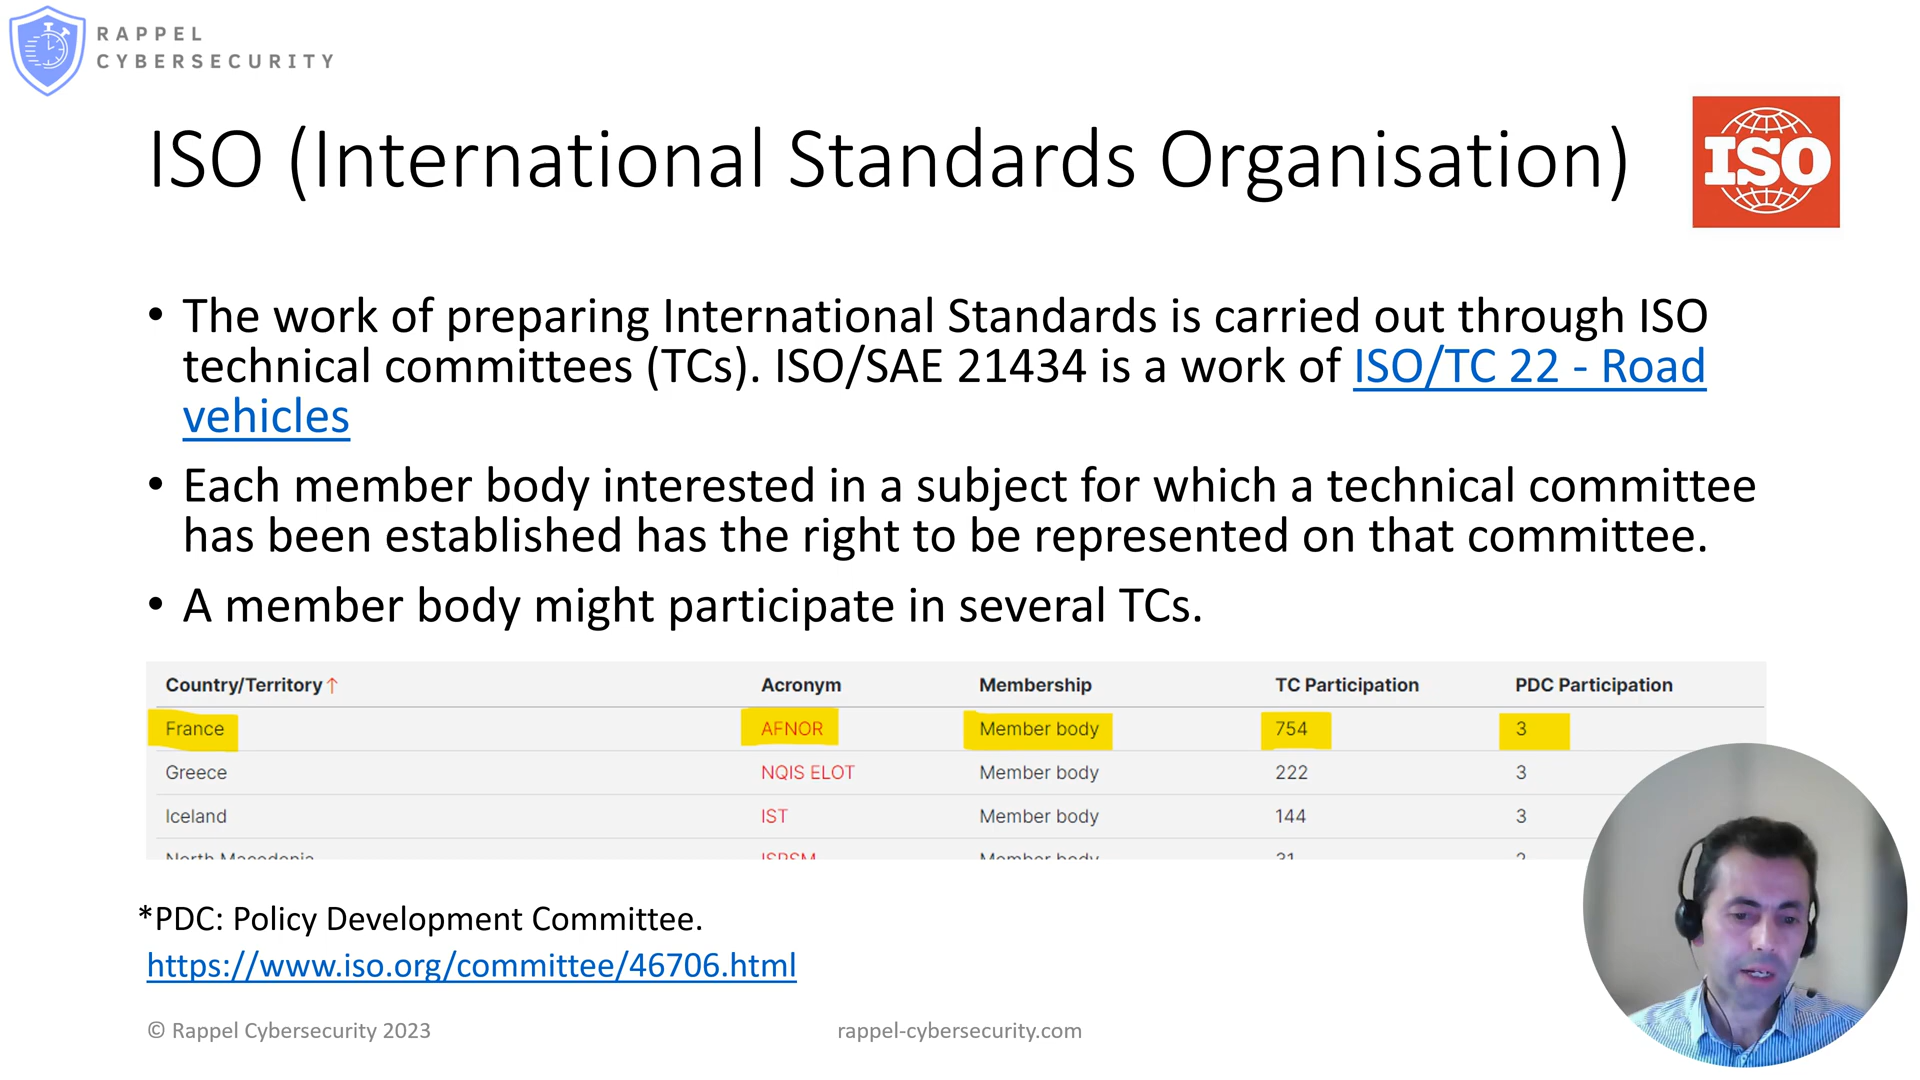 RAPPEL
CYBERSECURITY
ISO (International Standards Organisation)
ISO
• The work of preparing International Standards is carried out through ISO
technical committees (TCs). ISO/SAE 21434 is a work of ISO/TC 22 - Road
vehicles
• Each member body interested in a subject for which a technical committee
has been established has the right to be represented on that committee.
• A member body might participate in several TCs.
Country/Territory↑ Acronym Membership TC Participation PDC Participation
France AFNOR Member body 754 3
Greece NQIS ELOT Member body 222 3
Iceland IST Member body 144 3
North Macedonia ISRSM Member body 31 2
*PDC: Policy Development Committee.
https://www.iso.org/committee/46706.html
© Rappel Cybersecurity 2023 rappel-cybersecurity.com